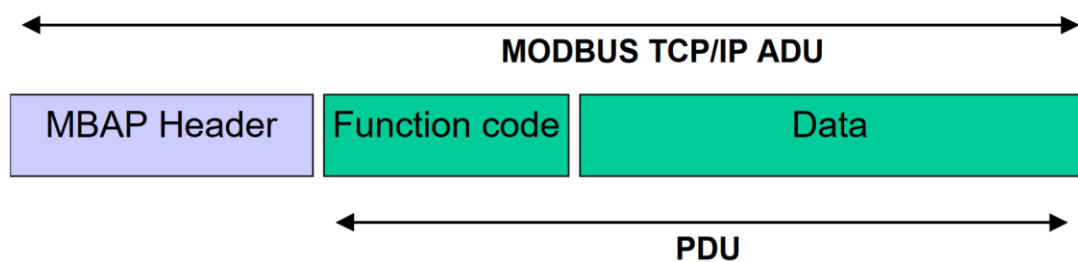 MODBUS TCP/IP ADU
MBAP Header Function code Data
PDU